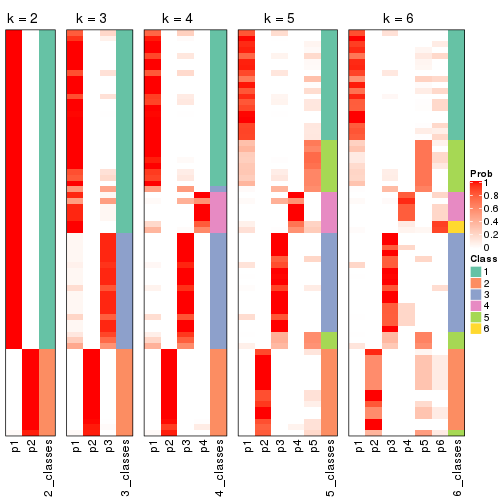 k = 2
k = 3
k = 4
k = 5
k = 6
p1
p2
2_classes
p1
p2
p3
3_classes
p1
p2
p3
p4
4_classes
p1
p2
p3
p4
p5
5_classes
p1
p2
p3
p4
p5
p6
6_classes
Prob
1
0.8
0.6
0.4
0.2
0
Class
1
2
3
4
5
6